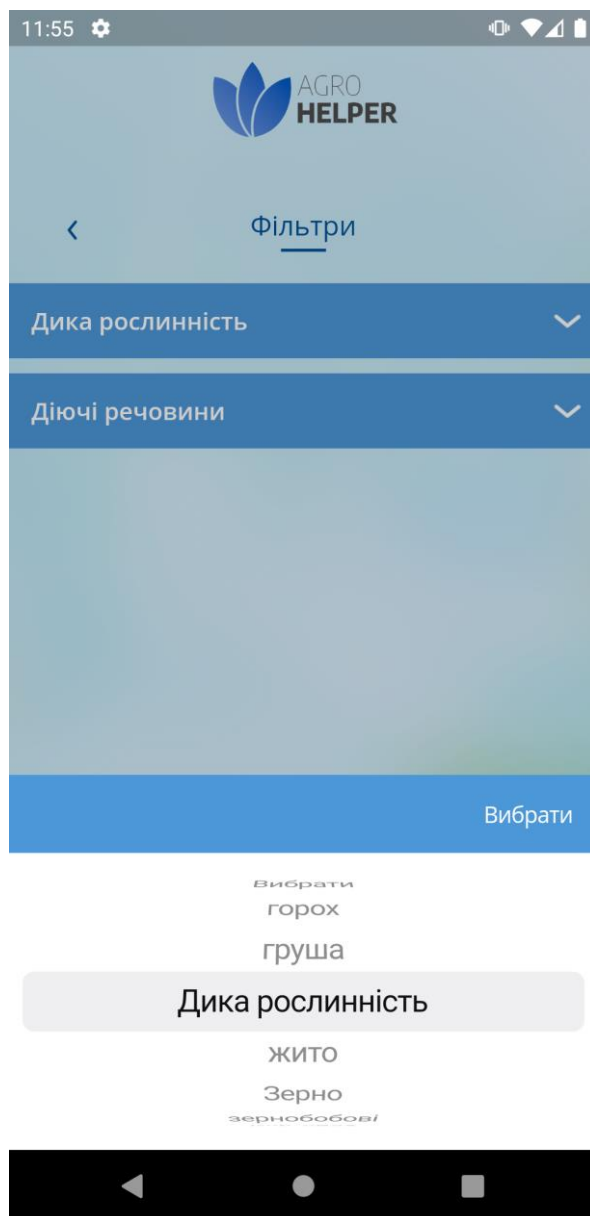 11:55
AGRO
HELPER
Фільтри
Дика рослинність
Діючі речовини
Вибрати
Вибрати
горох
груша
Дика рослинність
жито
Зерно
зернобобові